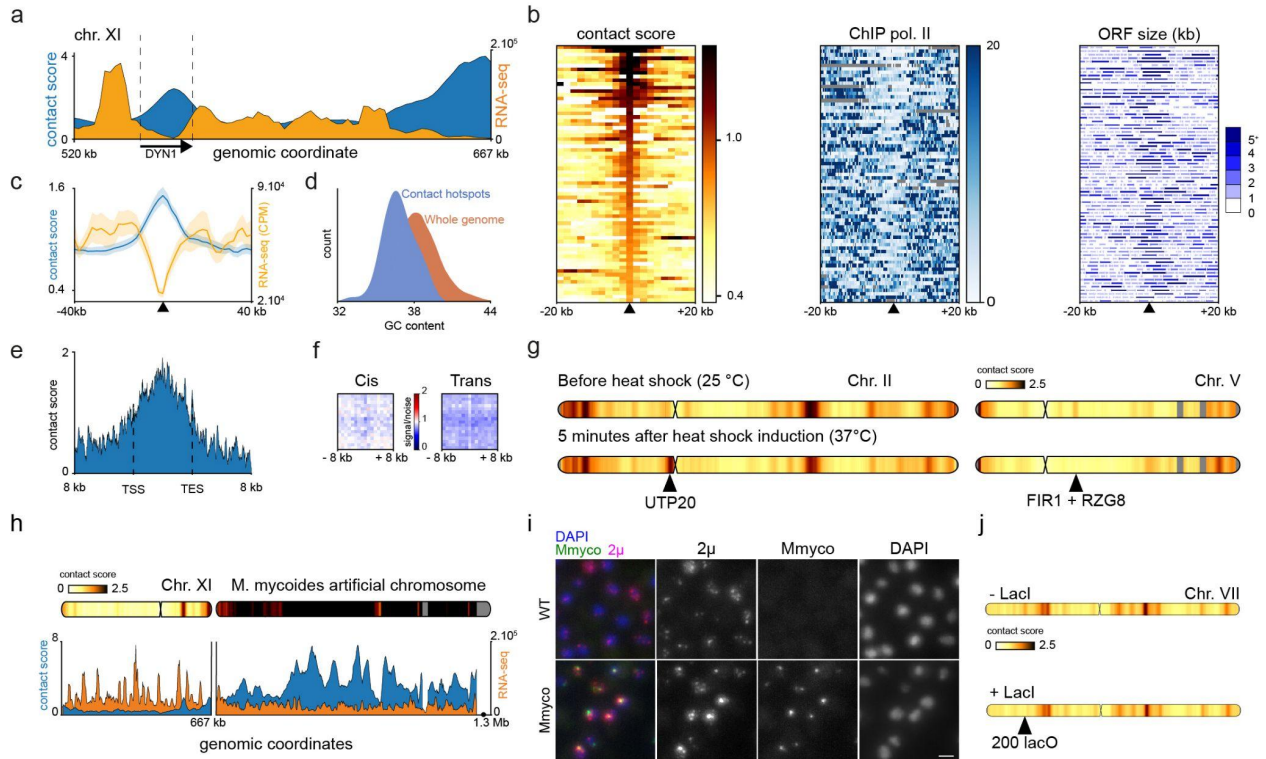 a
chr. XI
contact score
4
0
2.10⁵
0
RNA-seq
520 kb
DYN1
genomic coordinate
667 kb
b
contact score
1.0
0.4
-20 kb
+20 kb
ChIP pol. II
20
0
-20 kb
+20 kb
ORF size (kb)
5⁺
4
3
2
1
0
-20 kb
+20 kb
c
contact score
1.6
0.4
9.10⁴
2.10⁴
RNA-seq (CPM)
-40kb
40 kb
d
Contact hotspots
Whole genome
count
32
38
44
GC content
e
contact score
2
0
8 kb
TSS
TES
8 kb
f
Cis
Trans
signal/noise
2
1
0
- 8 kb
+ 8 kb
- 8 kb
+ 8 kb
g
contact score
0
2.5
Before heat shock (25 °C)
Chr. II
Chr. V
5 minutes after heat shock induction (37°C)
UTP20
FIR1 + RZG8
h
contact score
0
2.5
Chr. XI
M. mycoides artificial chromosome
contact score
8
0
2.10⁵
0
RNA-seq
667 kb
1.3 Mb
genomic coordinates
i
DAPI
Mmyco 2µ
2µ
Mmyco
DAPI
WT
Mmyco
j
- LacI
Chr. VII
contact score
0
2.5
+ LacI
200 lacO